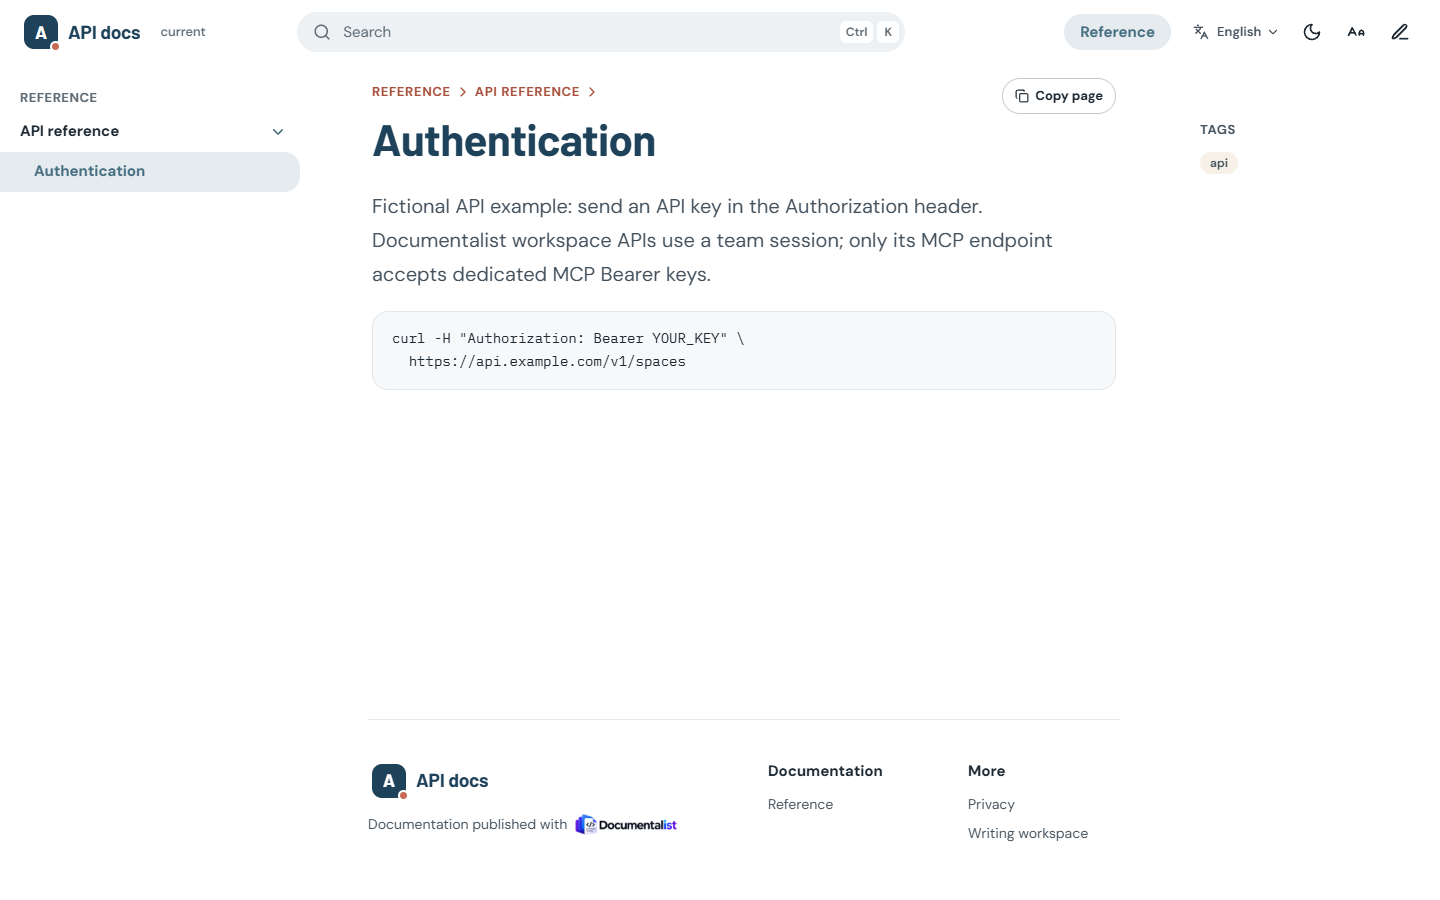 A API docs current
Search Ctrl K
Reference
English
REFERENCE
API reference
Authentication
REFERENCE > API REFERENCE >
Copy page
Authentication
Fictional API example: send an API key in the Authorization header.
Documentalist workspace APIs use a team session; only its MCP endpoint
accepts dedicated MCP Bearer keys.
curl -H "Authorization: Bearer YOUR_KEY" \
  https://api.example.com/v1/spaces
TAGS
api
A API docs
Documentation published with Documentalist
Documentation
Reference
More
Privacy
Writing workspace